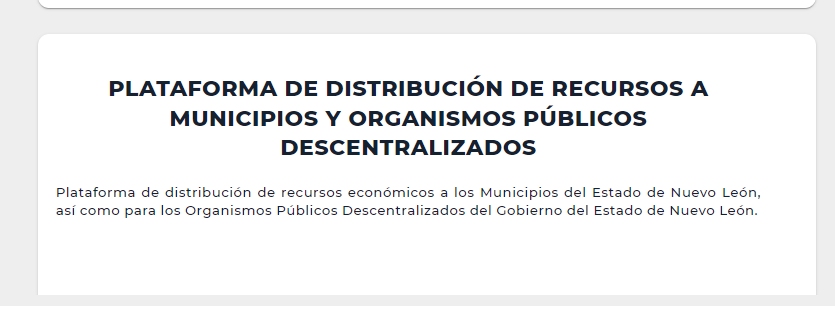 PLATAFORMA DE DISTRIBUCIÓN DE RECURSOS A
MUNICIPIOS Y ORGANISMOS PÚBLICOS
DESCENTRALIZADOS
Plataforma de distribución de recursos económicos a los Municipios del Estado de Nuevo León,
así como para los Organismos Públicos Descentralizados del Gobierno del Estado de Nuevo León.